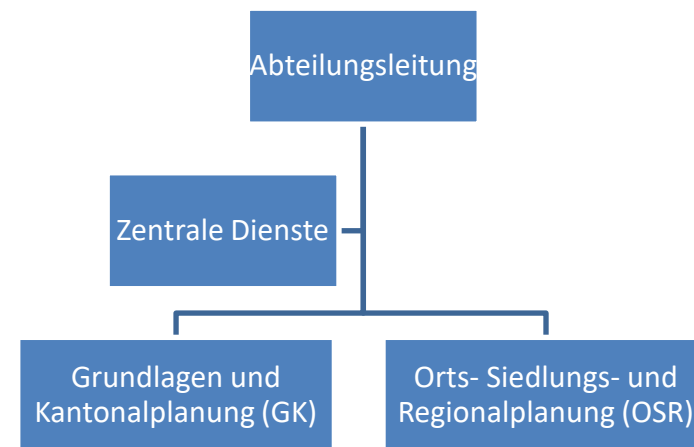 Abteilungsleitung
Zentrale Dienste
Grundlagen und
Kantonalplanung (GK)
Orts- Siedlungs- und
Regionalplanung (OSR)